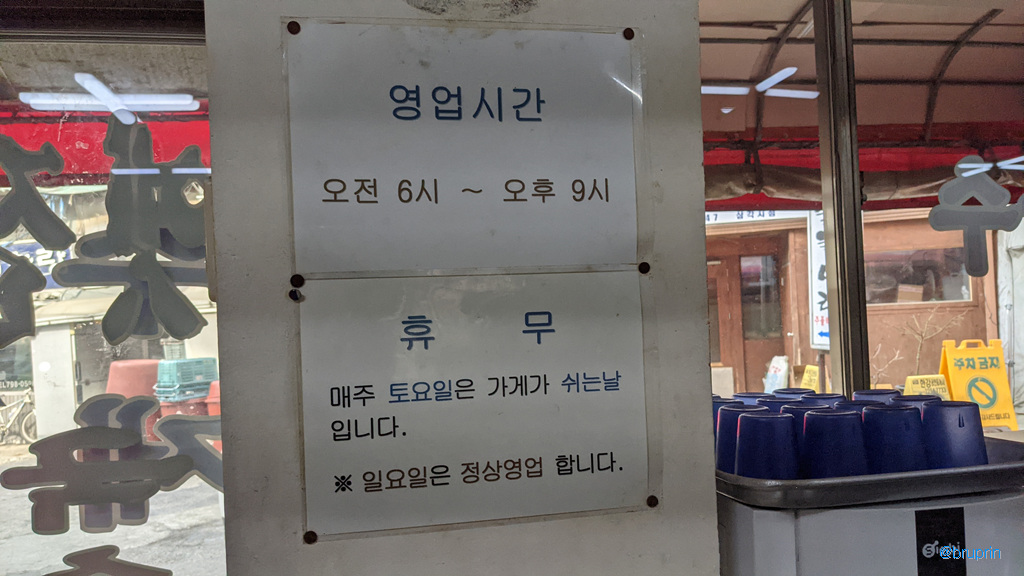 영업시간
오전 6시 ~ 오후 9시
휴 무
매주 토요일은 가게가 쉬는날
입니다.
※ 일요일은 정상영업 합니다.
주차금지
@bruprin